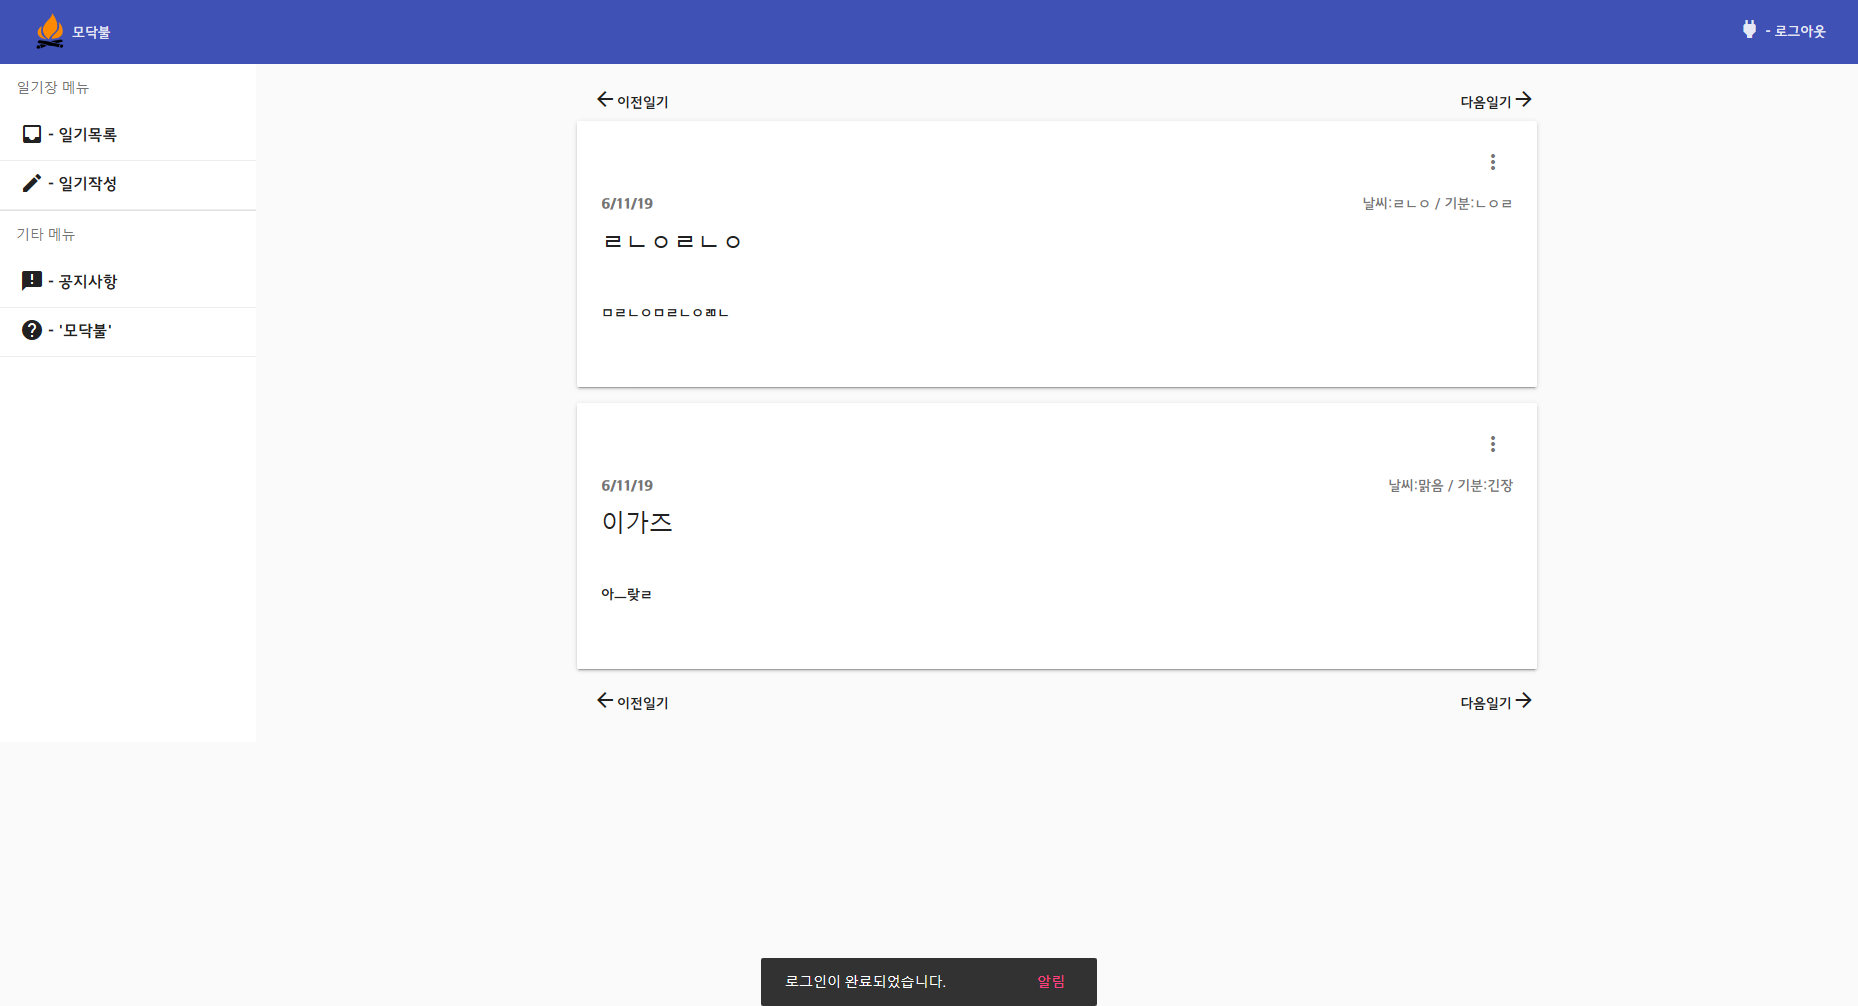 모닥불
- 로그아웃
일기장 메뉴
- 일기목록
- 일기작성
기타 메뉴
- 공지사항
- '모닥불'
이전일기 다음일기
6/11/19 날씨:ㄹㄴㅇ / 기분:ㄴㅇㄹ
ㄹㄴㅇㄹㄴㅇ
6/11/19 날씨:맑음 / 기분:긴장
이가즈
아ㅡ랒ㄹ
이전일기 다음일기
로그인이 완료되었습니다. 알림